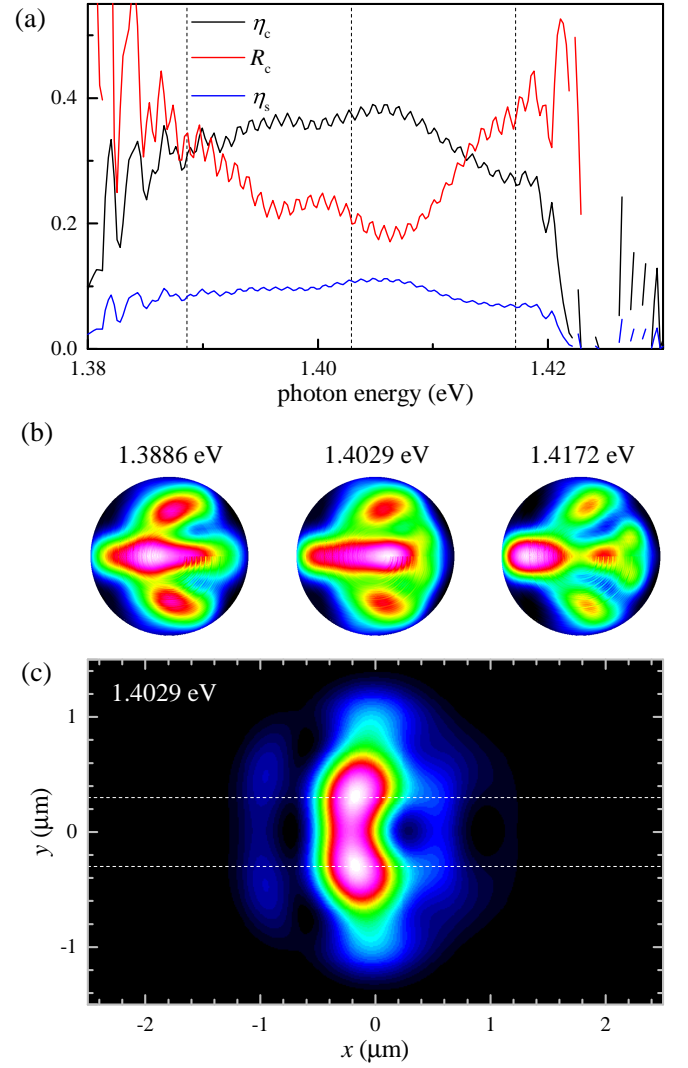 (a)
η_c
R_c
η_s
0.4
0.2
0.0
1.38 1.40 1.42
photon energy (eV)
(b)
1.3886 eV 1.4029 eV 1.4172 eV
(c)
1.4029 eV
1
0
-1
y (μm)
-2 -1 0 1 2
x (μm)